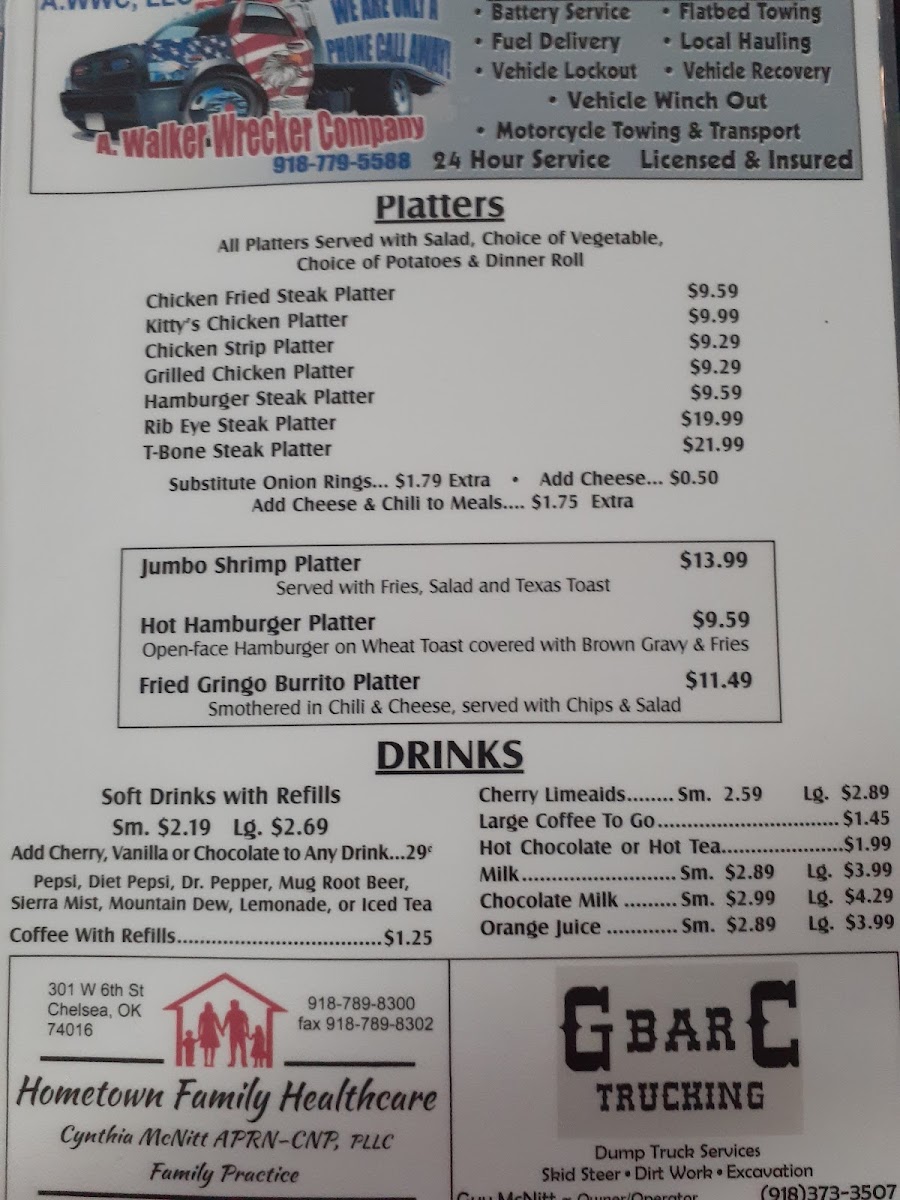 A.WWC, LLC
WE ARE ONLY A
PHONE CALL AWAY!
A. Walker Wrecker Company
918-779-5588
• Battery Service • Flatbed Towing
• Fuel Delivery • Local Hauling
• Vehicle Lockout • Vehicle Recovery
• Vehicle Winch Out
• Motorcycle Towing & Transport
24 Hour Service Licensed & Insured
Platters
All Platters Served with Salad, Choice of Vegetable,
Choice of Potatoes & Dinner Roll
Chicken Fried Steak Platter $9.59
Kitty's Chicken Platter $9.99
Chicken Strip Platter $9.29
Grilled Chicken Platter $9.29
Hamburger Steak Platter $9.59
Rib Eye Steak Platter $19.99
T-Bone Steak Platter $21.99
Substitute Onion Rings... $1.79 Extra • Add Cheese... $0.50
Add Cheese & Chili to Meals.... $1.75 Extra
Jumbo Shrimp Platter $13.99
Served with Fries, Salad and Texas Toast
Hot Hamburger Platter $9.59
Open-face Hamburger on Wheat Toast covered with Brown Gravy & Fries
Fried Gringo Burrito Platter $11.49
Smothered in Chili & Cheese, served with Chips & Salad
DRINKS
Soft Drinks with Refills
Sm. $2.19 Lg. $2.69
Add Cherry, Vanilla or Chocolate to Any Drink...29¢
Pepsi, Diet Pepsi, Dr. Pepper, Mug Root Beer,
Sierra Mist, Mountain Dew, Lemonade, or Iced Tea
Coffee With Refills.................................$1.25
Cherry Limeaids........ Sm. 2.59 Lg. $2.89
Large Coffee To Go.............................. $1.45
Hot Chocolate or Hot Tea....................$1.99
Milk......................... Sm. $2.89 Lg. $3.99
Chocolate Milk ......... Sm. $2.99 Lg. $4.29
Orange Juice ............ Sm. $2.89 Lg. $3.99
301 W 6th St
Chelsea, OK
74016
918-789-8300
fax 918-789-8302
Hometown Family Healthcare
Cynthia McNitt APRN-CNP, PLLC
Family Practice
G BAR C
TRUCKING
Dump Truck Services
Skid Steer • Dirt Work • Excavation
(918)373-3507
Guy McNitt - Owner/Operator